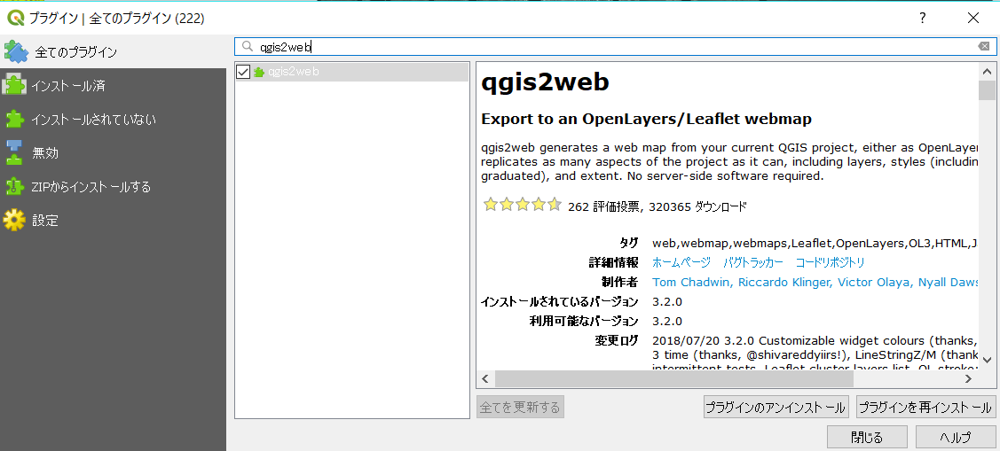 プラグイン | 全てのプラグイン (222)
?
全てのプラグイン
インストール済
インストールされていない
無効
ZIPからインストールする
設定
qgis2web
qgis2web
qgis2web
Export to an OpenLayers/Leaflet webmap
qgis2web generates a web map from your current QGIS project, either as OpenLayer
replicates as many aspects of the project as it can, including layers, styles (includin
graduated), and extent. No server-side software required.
262 評価投票, 320365 ダウンロード
タグ web,webmap,webmaps,Leaflet,OpenLayers,OL3,HTML,J
詳細情報 ホームページ バグトラッカー コードリポジトリ
制作者 Tom Chadwin, Riccardo Klinger, Victor Olaya, Nyall Daws
インストールされているバージョン 3.2.0
利用可能なバージョン 3.2.0
変更ログ 2018/07/20 3.2.0 Customizable widget colours (thanks,
3 time (thanks, @shivareddyiirs!), LineStringZ/M (thank
intermittent tests, Leaflet cluster layers list, OL stroke
全てを更新する
プラグインのアンインストール
プラグインを再インストール
閉じる
ヘルプ